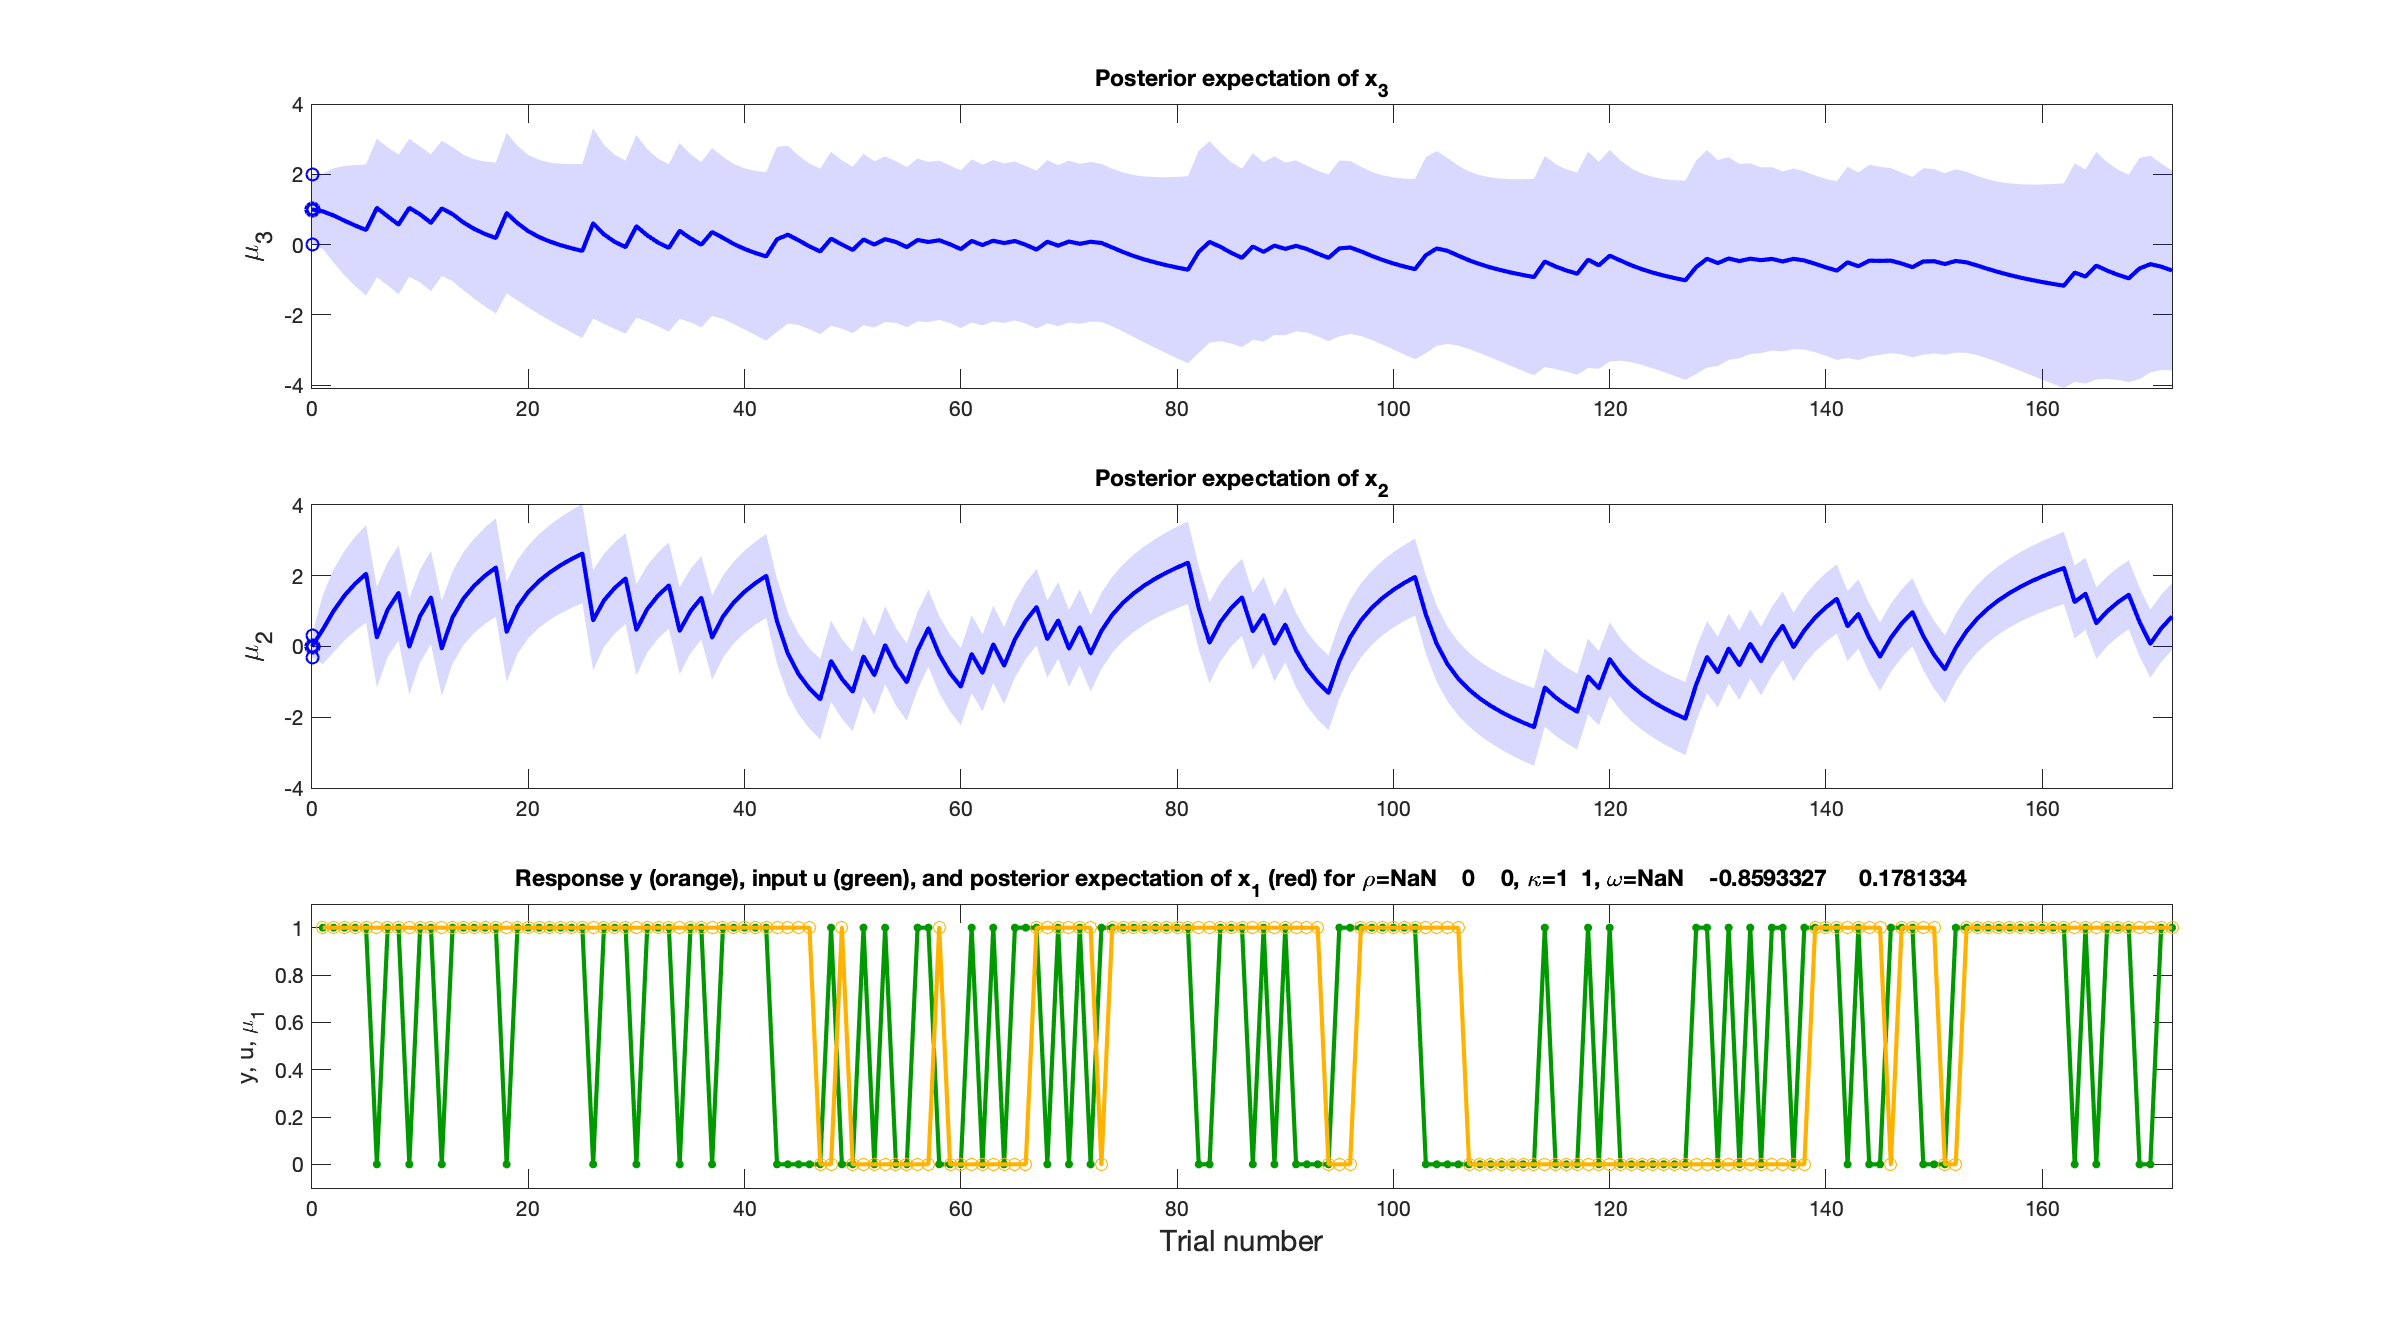 Posterior expectation of x3
4
2
0
-2
-4
μ3
0 20 40 60 80 100 120 140 160
Posterior expectation of x2
4
2
0
-2
-4
μ2
0 20 40 60 80 100 120 140 160
Response y (orange), input u (green), and posterior expectation of x1 (red) for ρ=NaN 0 0, κ=1 1, ω=NaN -0.8593327 0.1781334
1
0.8
0.6
0.4
0.2
0
y, u, μ1
0 20 40 60 80 100 120 140 160
Trial number